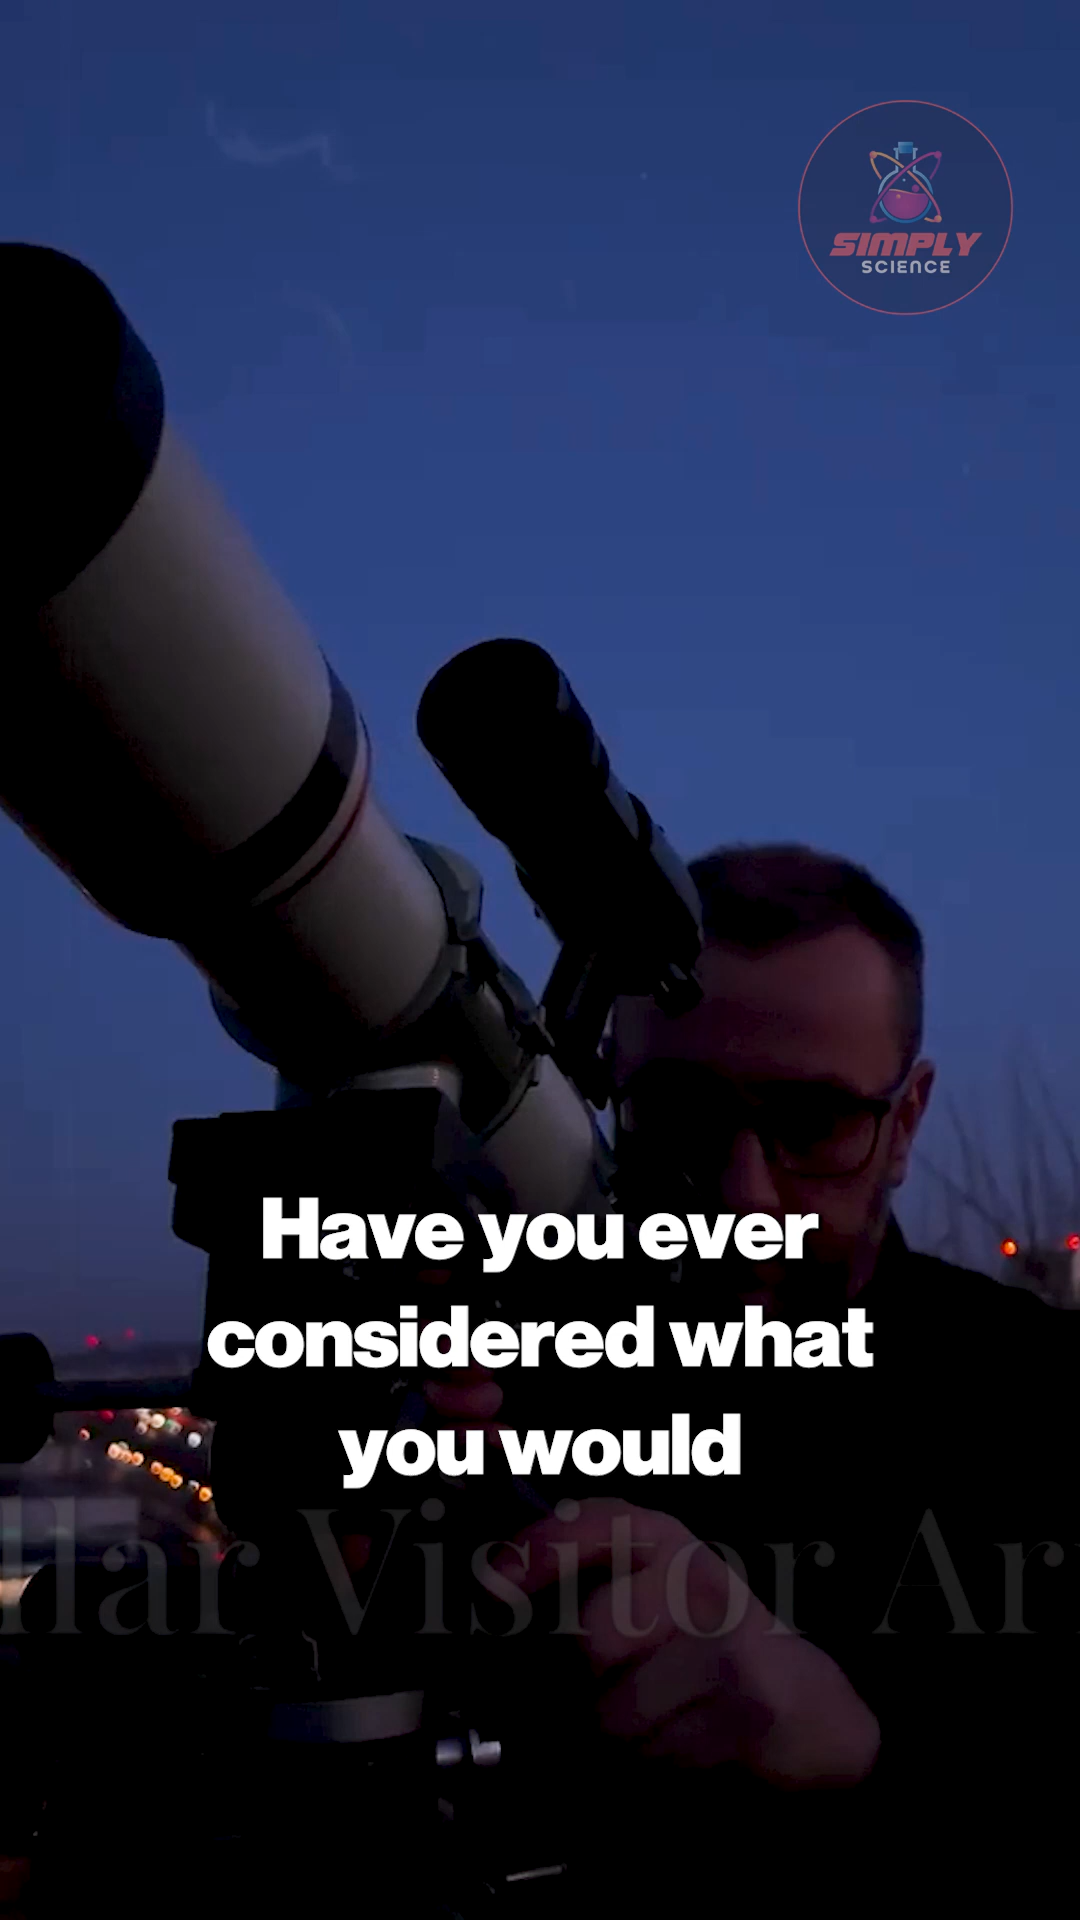 SIMPLY
SCIENCE
Have you ever
considered what
you would
Visitor